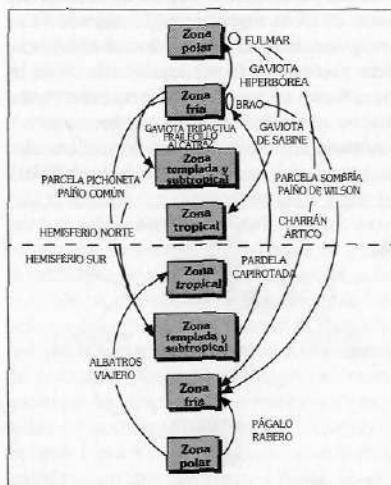 Zona
polar
FULMAR
GAVIOTA
HIPERBÓREA
Zona
fría
BRAO
GAVIOTA TRIDACTUA
FRAILECILLO
ALCATRAZ
GAVIOTA
DE SABINE
Zona
templada y
subtropical
PARCELA PICHONETA
PAÍÑO COMÚN
PARCELA SOMBRÍA
PAÍÑO DE WILSON
Zona
tropical
CHARRÁN
ÁRTICO
HEMISFERIO NORTE
HEMISFÉRIO SUR
Zona
tropical
PARDELA
CAPIROTADA
Zona
templada y
subtropical
ALBATROS
VIAJERO
Zona
fría
PÁGALO
RABERO
Zona
polar